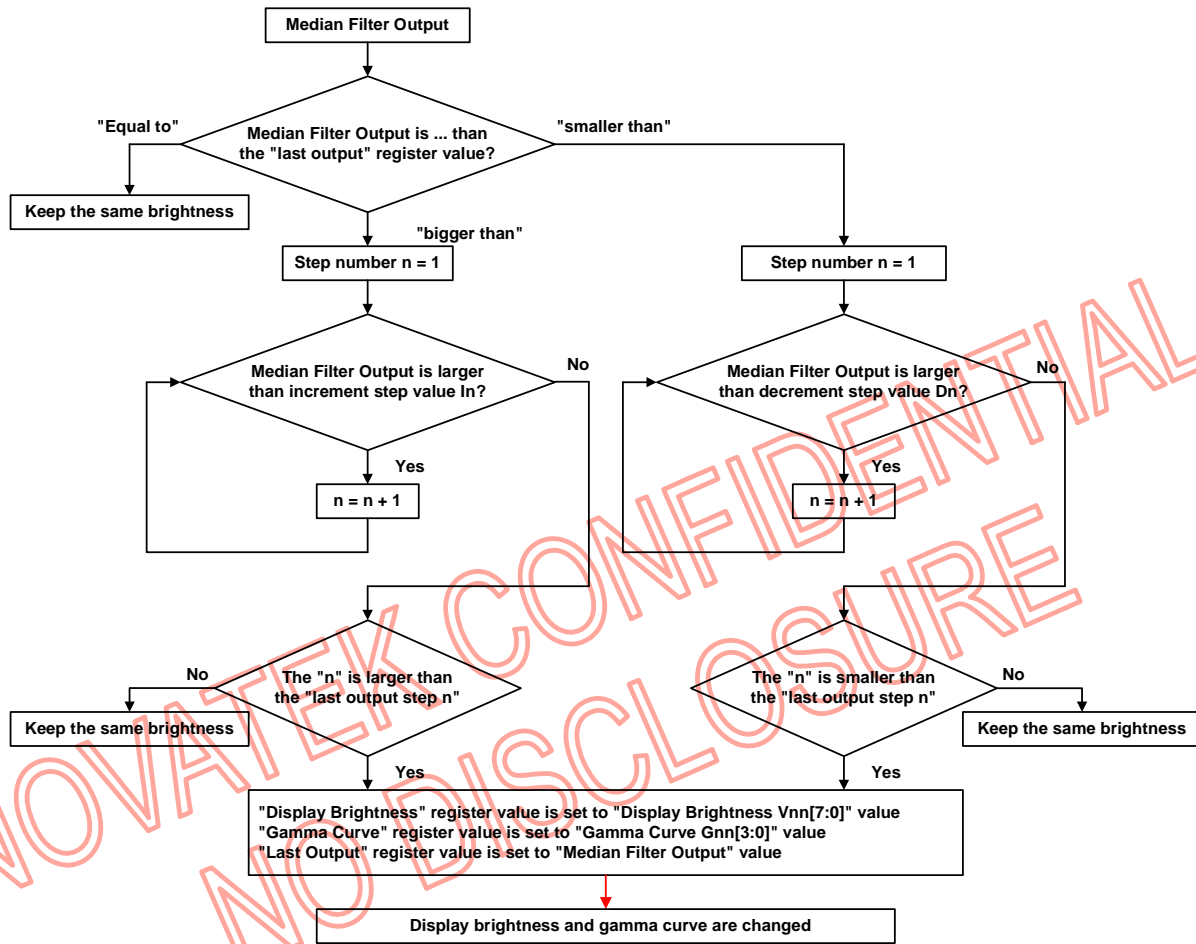 Median Filter Output
"Equal to"
Median Filter Output is ... than
the "last output" register value?
"smaller than"
Keep the same brightness
"bigger than"
Step number n = 1
Step number n = 1
Median Filter Output is larger
than increment step value In?
No
Median Filter Output is larger
than decrement step value Dn?
No
Yes
Yes
n = n + 1
n = n + 1
No
The "n" is larger than
the "last output step n"
The "n" is smaller than
the "last output step n"
No
Keep the same brightness
Keep the same brightness
Yes
Yes
"Display Brightness" register value is set to "Display Brightness Vnn[7:0]" value
"Gamma Curve" register value is set to "Gamma Curve Gnn[3:0]" value
"Last Output" register value is set to "Median Filter Output" value
Display brightness and gamma curve are changed
NOVATEK CONFIDENTIAL
NO DISCLOSURE